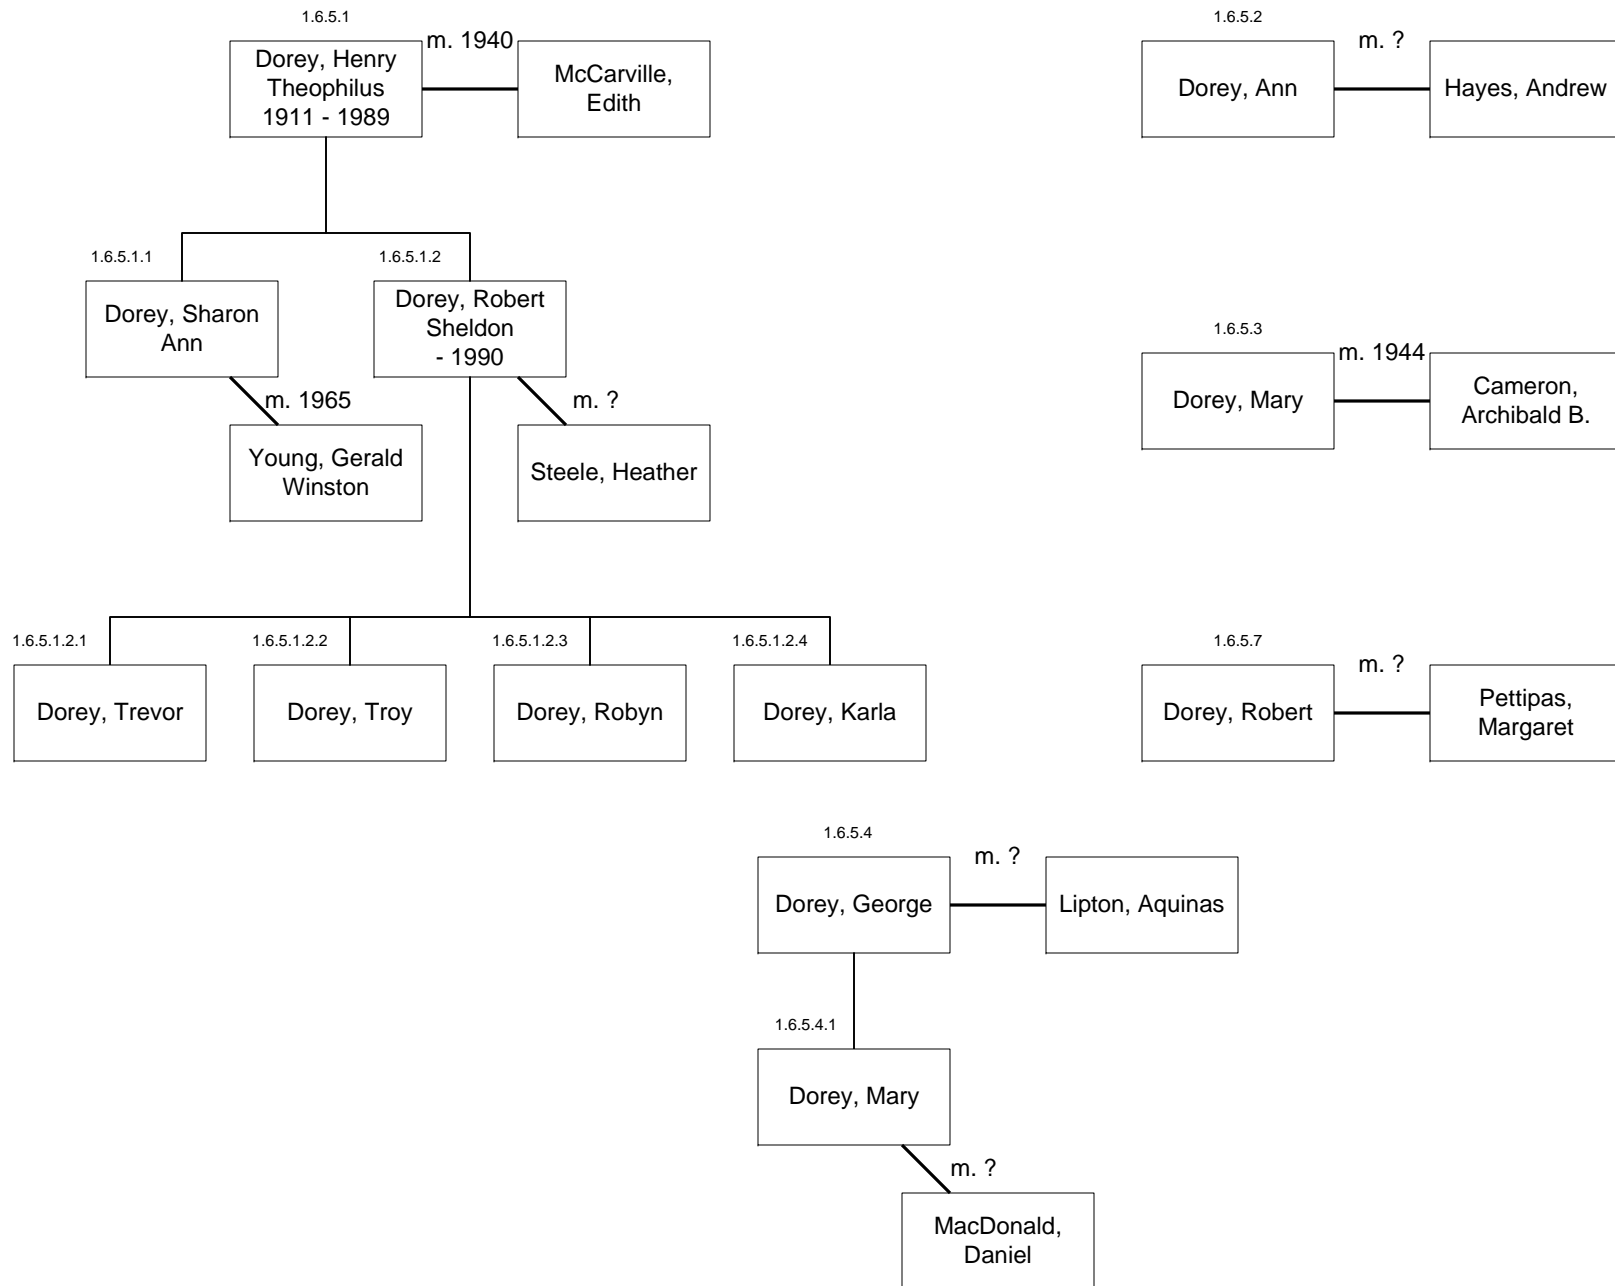 1.6.5.1
Dorey, Henry
Theophilus
1911 - 1989
m. 1940
McCarville,
Edith
1.6.5.2
Dorey, Ann
m. ?
Hayes, Andrew
1.6.5.1.1
Dorey, Sharon
Ann
m. 1965
Young, Gerald
Winston
1.6.5.1.2
Dorey, Robert
Sheldon
- 1990
m. ?
Steele, Heather
1.6.5.3
Dorey, Mary
m. 1944
Cameron,
Archibald B.
1.6.5.1.2.1
Dorey, Trevor
1.6.5.1.2.2
Dorey, Troy
1.6.5.1.2.3
Dorey, Robyn
1.6.5.1.2.4
Dorey, Karla
1.6.5.7
Dorey, Robert
m. ?
Pettipas,
Margaret
1.6.5.4
Dorey, George
m. ?
Lipton, Aquinas
1.6.5.4.1
Dorey, Mary
m. ?
MacDonald,
Daniel